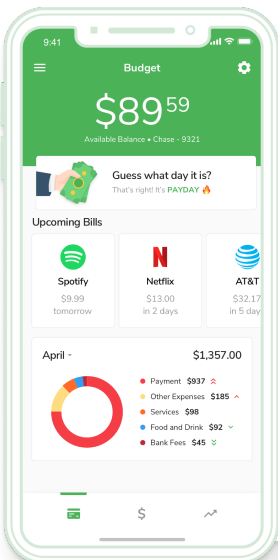 9:41
Budget
$89 59
Available Balance • Chase - 9321
Guess what day it is?
That's right! It's PAYDAY 🔥
Upcoming Bills
Spotify
$9.99
tomorrow
N
Netflix
$13.00
in 2 days
AT&T
$32.17
in 5 day
April
$1,357.00
Payment $937
Other Expenses $185
Services $98
Food and Drink $92
Bank Fees $45
$